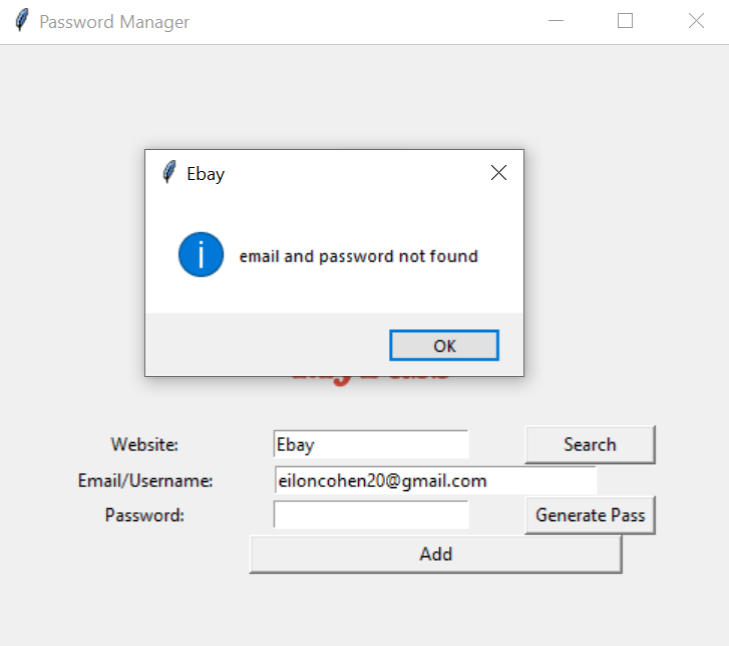 Password Manager
Ebay
email and password not found
OK
Website:
Ebay
Search
Email/Username:
eiloncohen20@gmail.com
Password:
Generate Pass
Add